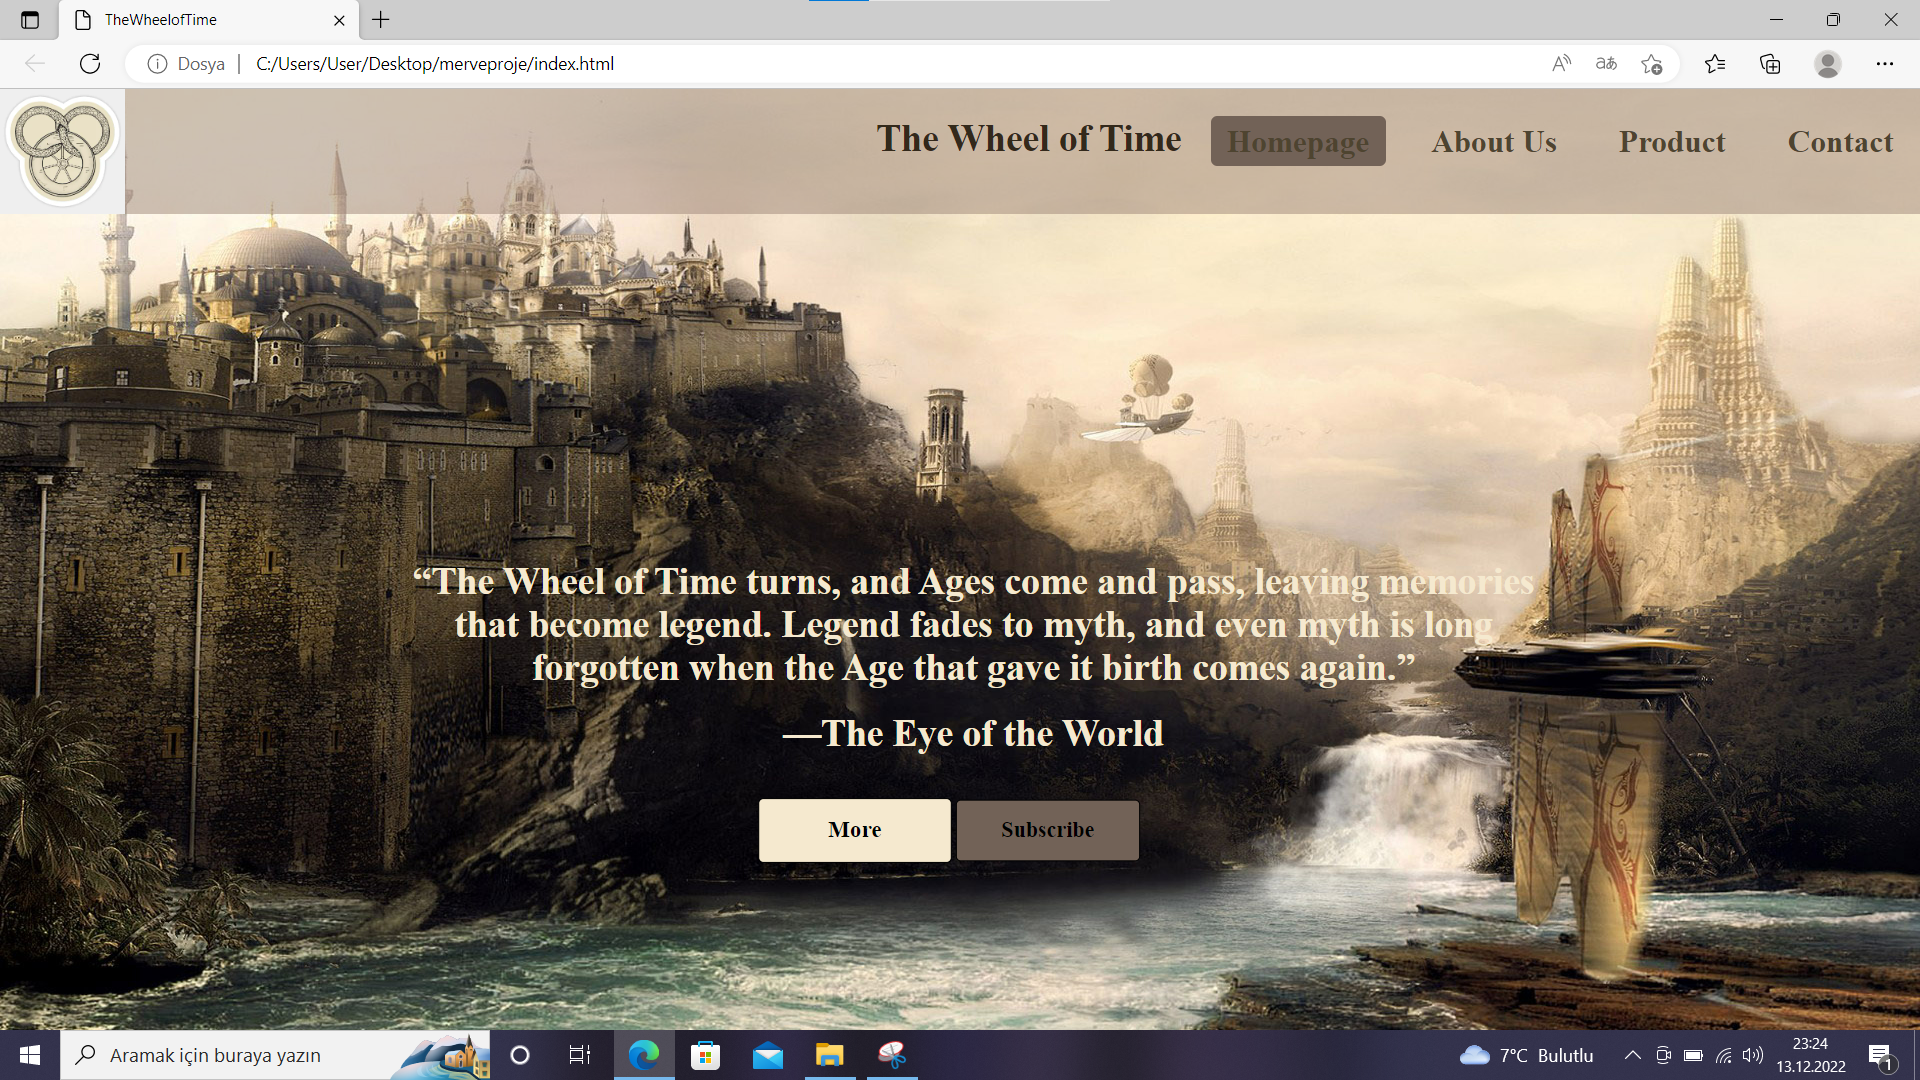 TheWheelofTime
Dosya
C:/Users/User/Desktop/merveproje/index.html
The Wheel of Time
Homepage
About Us
Product
Contact
“The Wheel of Time turns, and Ages come and pass, leaving memories
that become legend. Legend fades to myth, and even myth is long
forgotten when the Age that gave it birth comes again.”
—The Eye of the World
More
Subscribe
Aramak için buraya yazın
7°C Bulutlu
23:24
13.12.2022
1